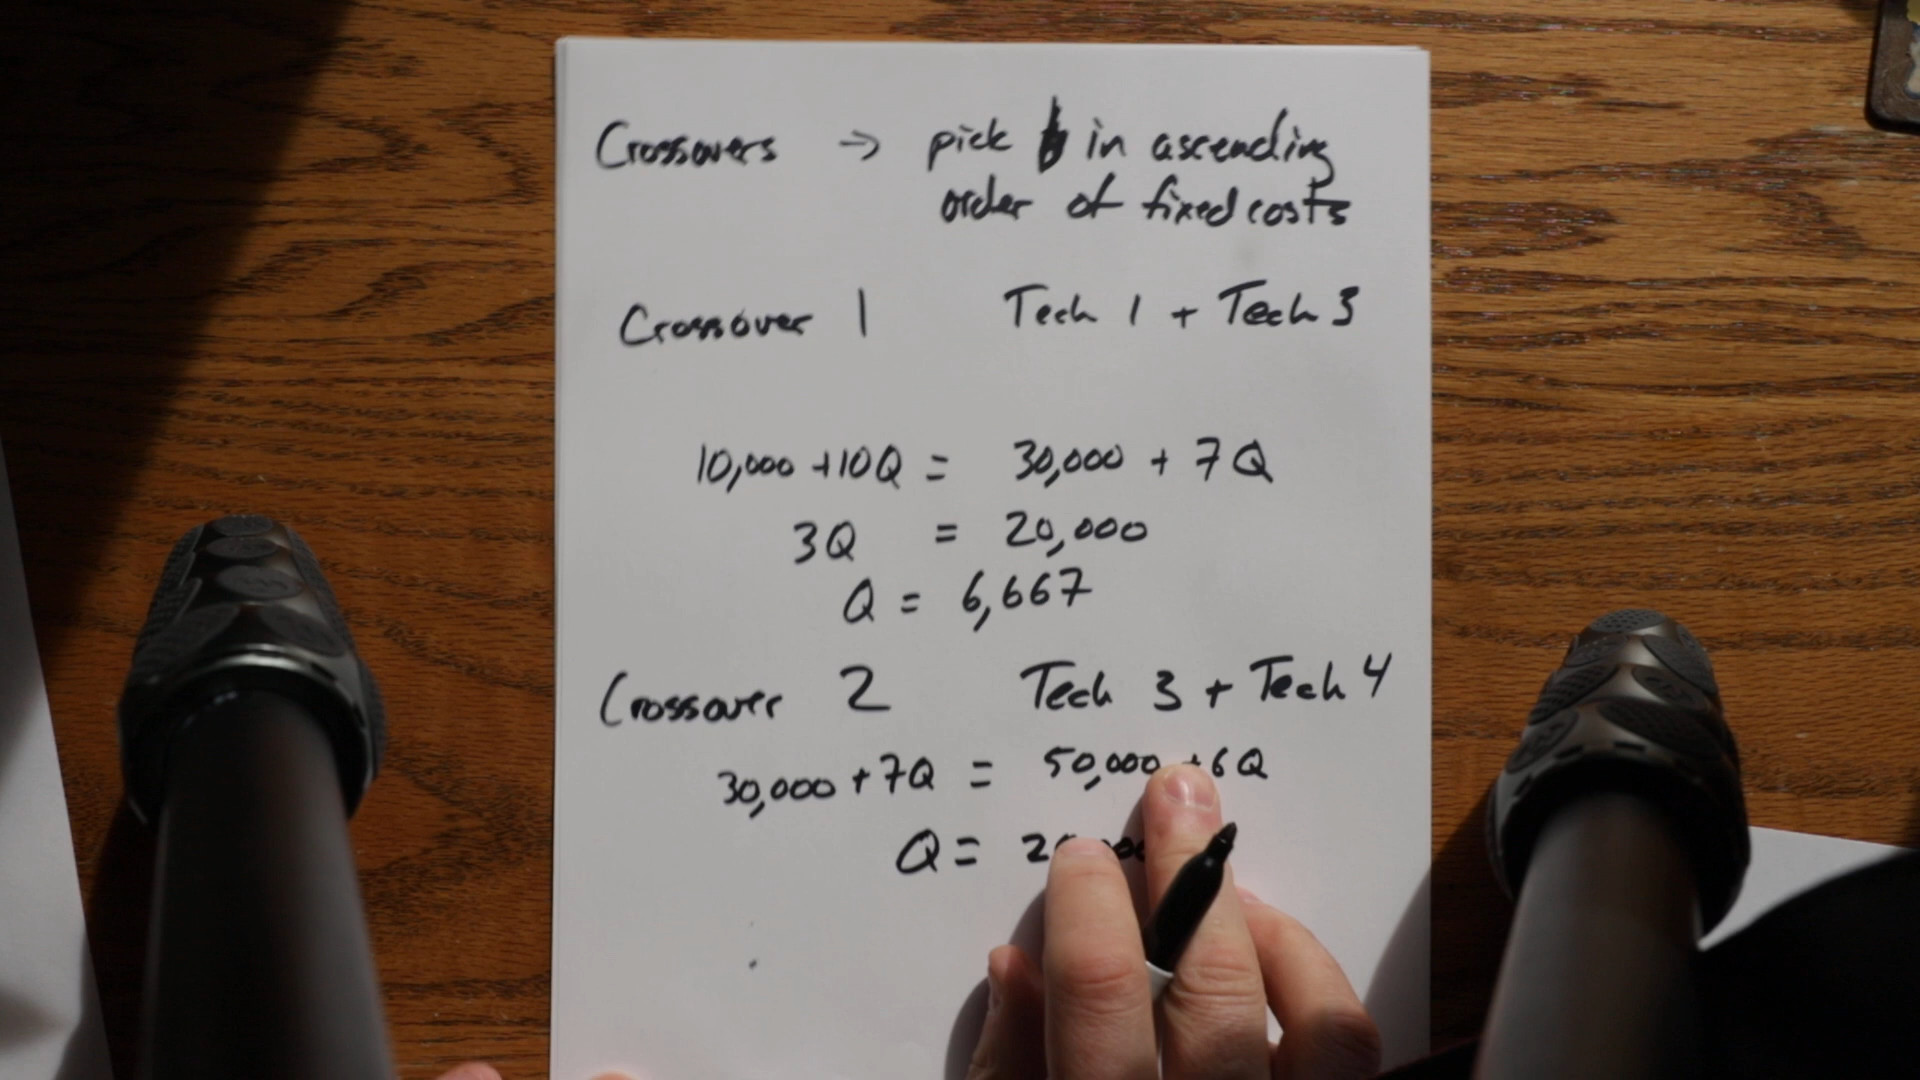 Crossovers → pick in ascending
order of fixed costs
Crossover 1 Tech 1 + Tech 3
10,000 + 10Q = 30,000 + 7Q
3Q = 20,000
Q = 6,667
Crossover 2 Tech 3 + Tech 4
30,000 + 7Q = 50,000 + 6Q
Q =